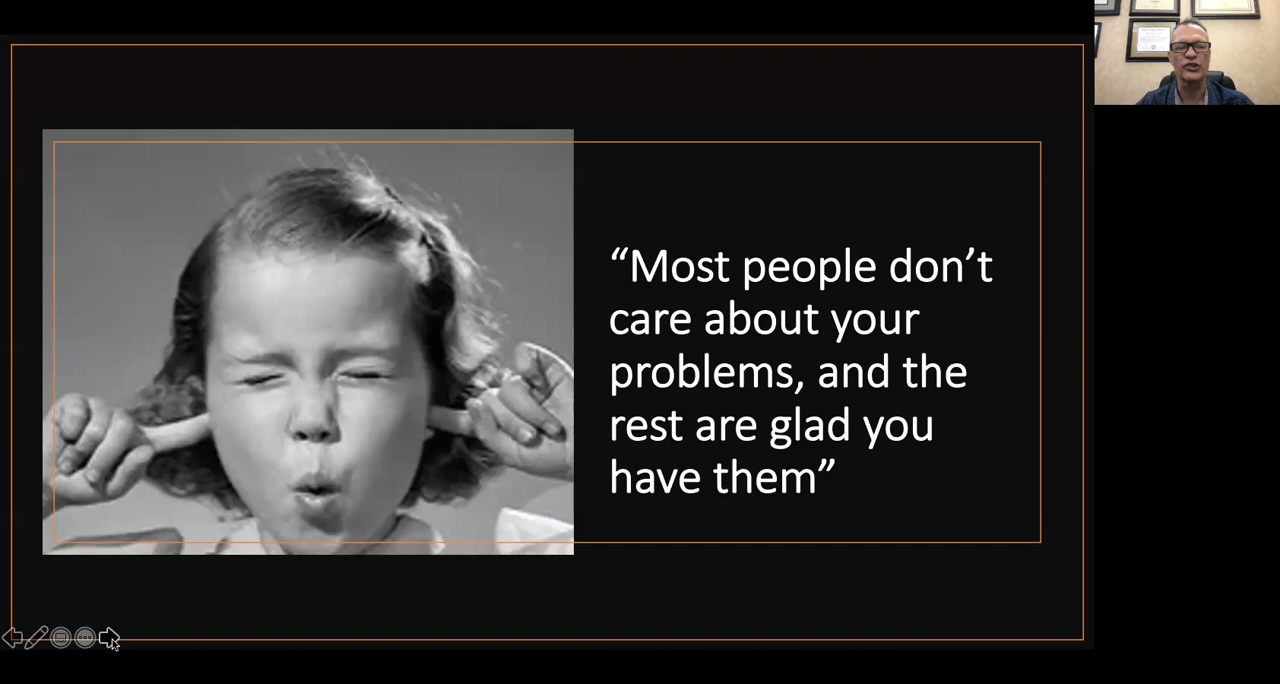 “Most people don’t
care about your
problems, and the
rest are glad you
have them”